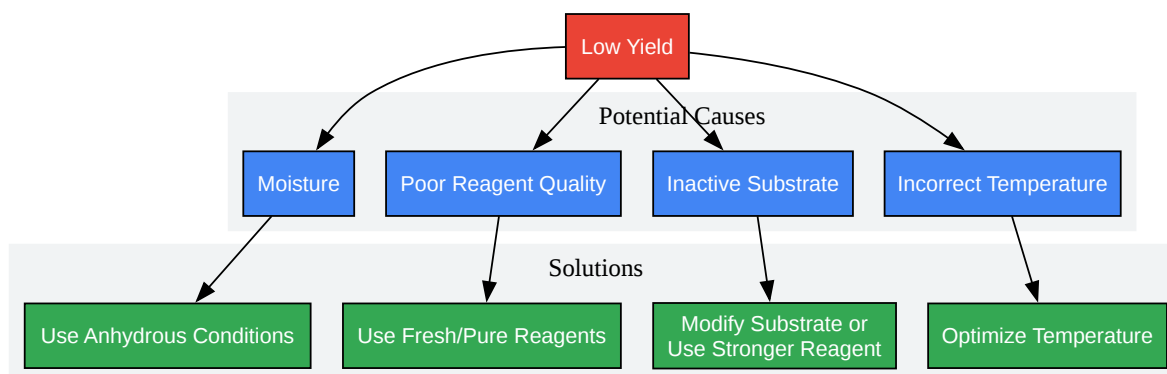 Low Yield
Potential Causes
Moisture
Poor Reagent Quality
Inactive Substrate
Incorrect Temperature
Solutions
Use Anhydrous Conditions
Use Fresh/Pure Reagents
Modify Substrate or
Use Stronger Reagent
Optimize Temperature